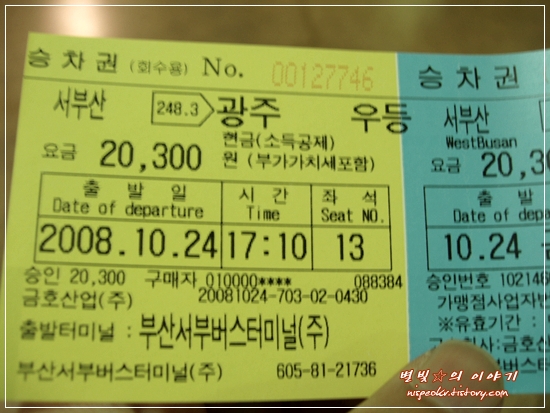 승차권 (회수용) No. 00127746
서부산 248.3 광주 우등
요금 20,300 현금(소득공제)
원 (부가가치세포함)
출 발 일 시 간 좌 석
Date of departure Time Seat NO.
2008.10.24 17:10 13
승인 20,300 구매자 010000**** 088384
금호산업(주) 20081024-703-02-0430
출발터미널 : 부산서부버스터미널(주)
부산서부버스터미널(주) 605-81-21736
승차권
서부산
WestBusan
요금 20,
출 발
Date of dep
10.24
승인번호 102146
가맹점사업자번
※유효기간 :
별빛☆의 이야기
nispeokr.tistory.com